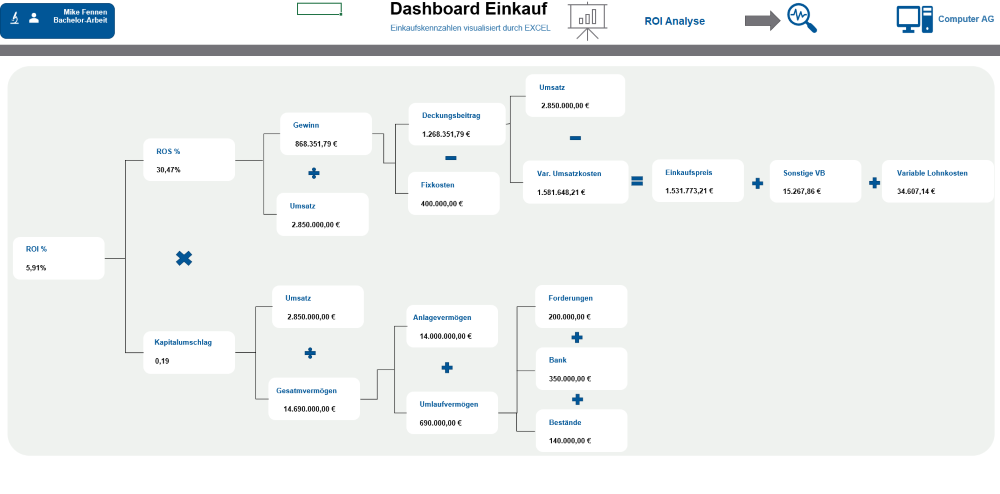 Mike Fennen
Bachelor-Arbeit
Dashboard Einkauf
Einkaufskennzahlen visualisiert durch EXCEL
ROI Analyse
Computer AG
Umsatz
2.850.000,00 €
Deckungsbeitrag
1.268.351,79 €
Gewinn
868.351,79 €
ROS %
30,47%
Var. Umsatzkosten
1.581.648,21 €
Einkaufspreis
1.531.773,21 €
Sonstige VB
15.267,86 €
Variable Lohnkosten
34.607,14 €
Fixkosten
400.000,00 €
Umsatz
2.850.000,00 €
ROI %
5,91%
Umsatz
2.850.000,00 €
Forderungen
200.000,00 €
Anlagevermögen
14.000.000,00 €
Kapitalumschlag
0,19
Bank
350.000,00 €
Gesatmvermögen
14.690.000,00 €
Umlaufvermögen
690.000,00 €
Bestände
140.000,00 €